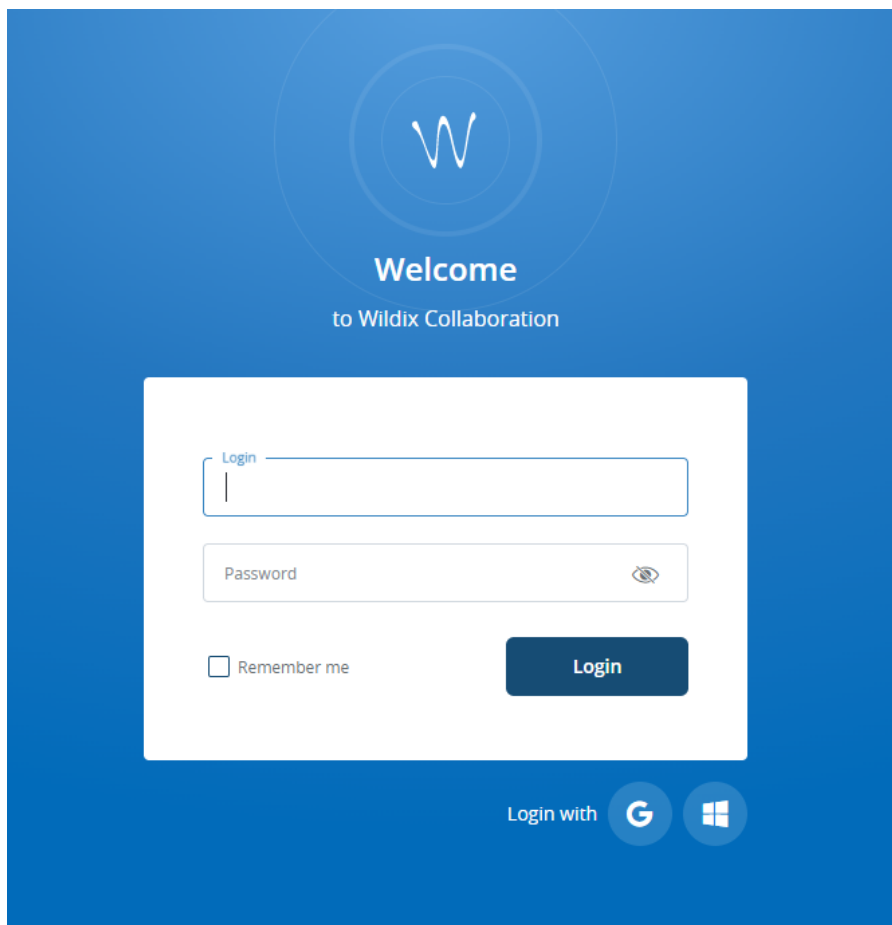 W
Welcome
to Wildix Collaboration
Login
Password
Remember me
Login
Login with
G